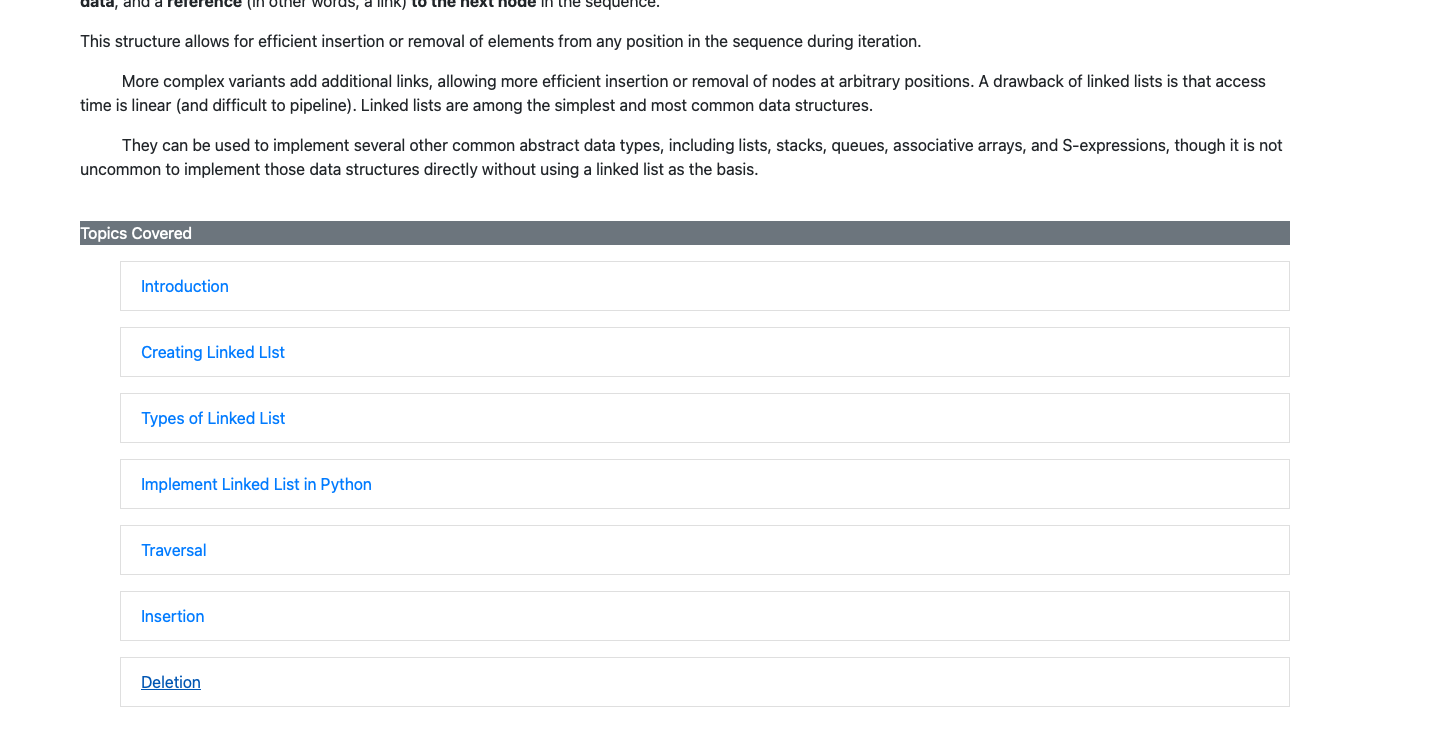 data, and a reference (in other words, a link) to the next node in the sequence.
This structure allows for efficient insertion or removal of elements from any position in the sequence during iteration.
More complex variants add additional links, allowing more efficient insertion or removal of nodes at arbitrary positions. A drawback of linked lists is that access
time is linear (and difficult to pipeline). Linked lists are among the simplest and most common data structures.
They can be used to implement several other common abstract data types, including lists, stacks, queues, associative arrays, and S-expressions, though it is not
uncommon to implement those data structures directly without using a linked list as the basis.
Topics Covered
Introduction
Creating Linked LIst
Types of Linked List
Implement Linked List in Python
Traversal
Insertion
Deletion